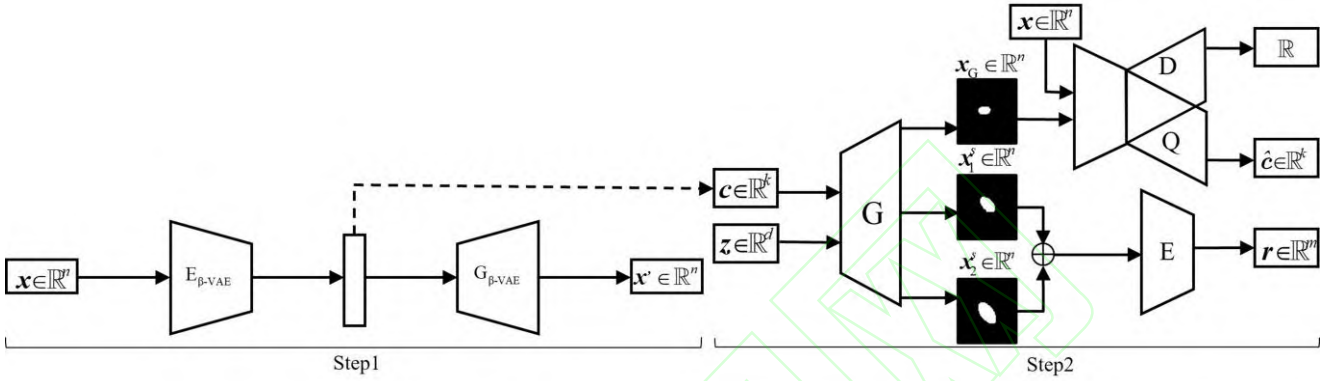 x∈ℝⁿ
E_β-VAE
G_β-VAE
x’∈ℝⁿ
Step1
c∈ℝᵏ
z∈ℝᵈ
G
x_G∈ℝⁿ
x₁ˢ∈ℝⁿ
x₂ˢ∈ℝⁿ
x∈ℝⁿ
D
Q
ℝ
ĉ∈ℝᵏ
E
r∈ℝᵐ
Step2